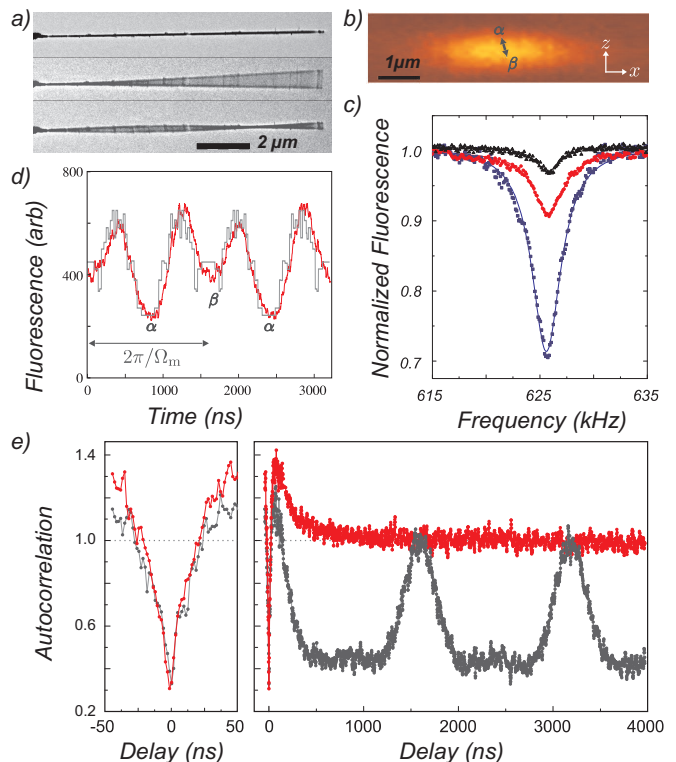 a)
2 μm
b)
α
β
1μm
z
x
c)
Normalized Fluorescence
1.0
0.9
0.8
0.7
615
625
635
Frequency (kHz)
d)
Fluorescence (arb)
800
400
0
α
β
α
2π/Ωm
0
1000
2000
3000
Time (ns)
e)
Autocorrelation
1.4
1.0
0.6
0.2
-50
0
50
Delay (ns)
0
1000
2000
3000
4000
Delay (ns)